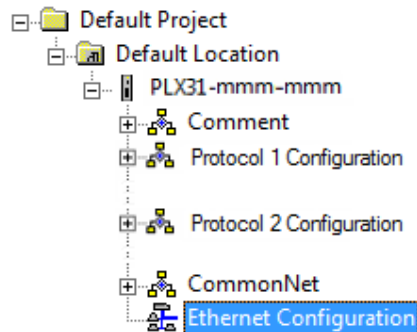 Default Project
Default Location
PLX31-mmm-mmm
Comment
Protocol 1 Configuration
Protocol 2 Configuration
CommonNet
Ethernet Configuration